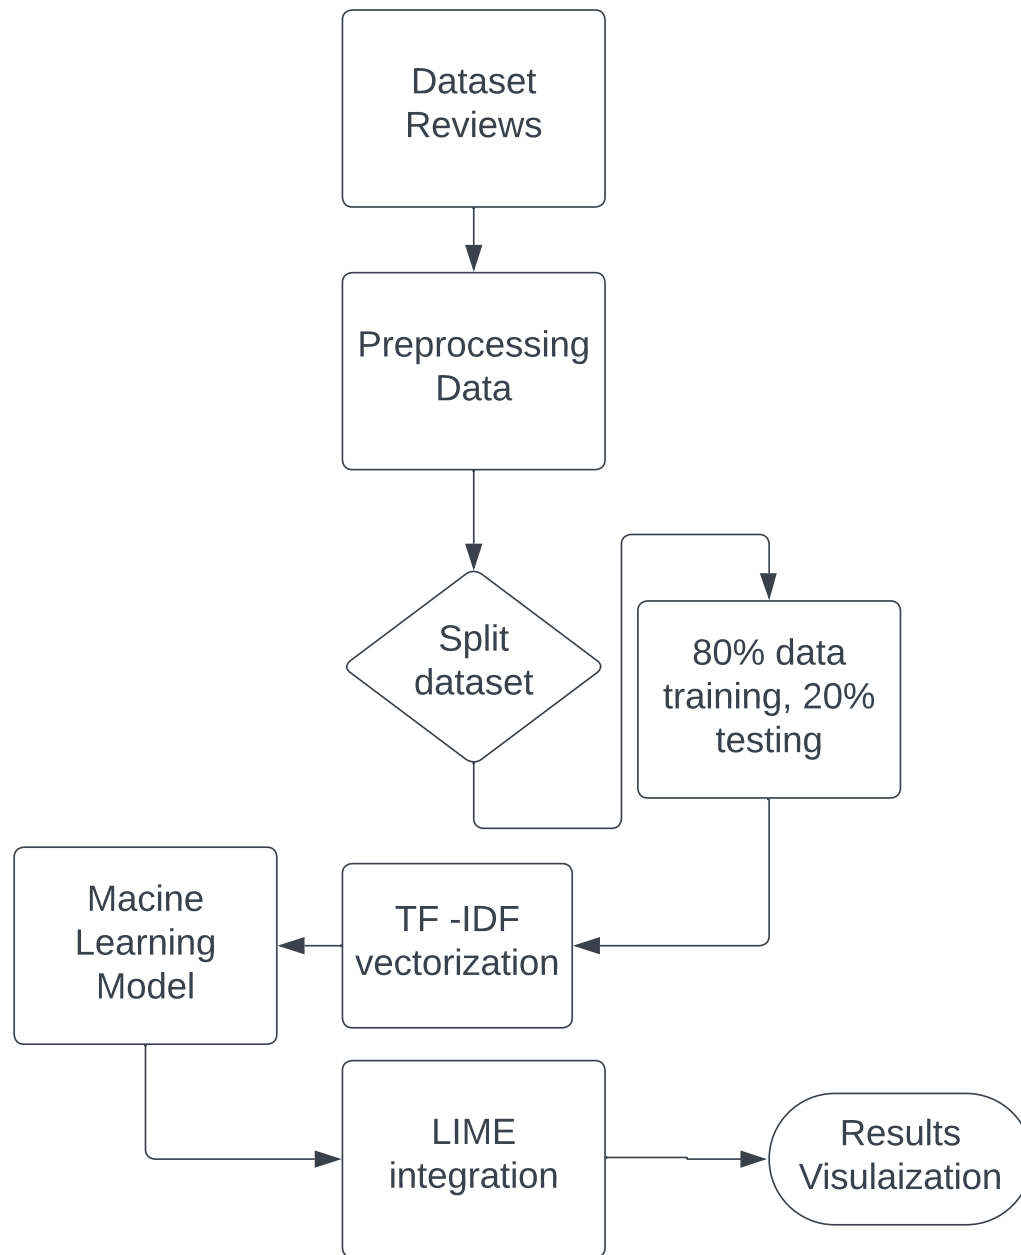 Dataset
Reviews
Preprocessing
Data
Split
dataset
80% data
training, 20%
testing
TF -IDF
vectorization
Macine
Learning
Model
LIME
integration
Results
Visulaization